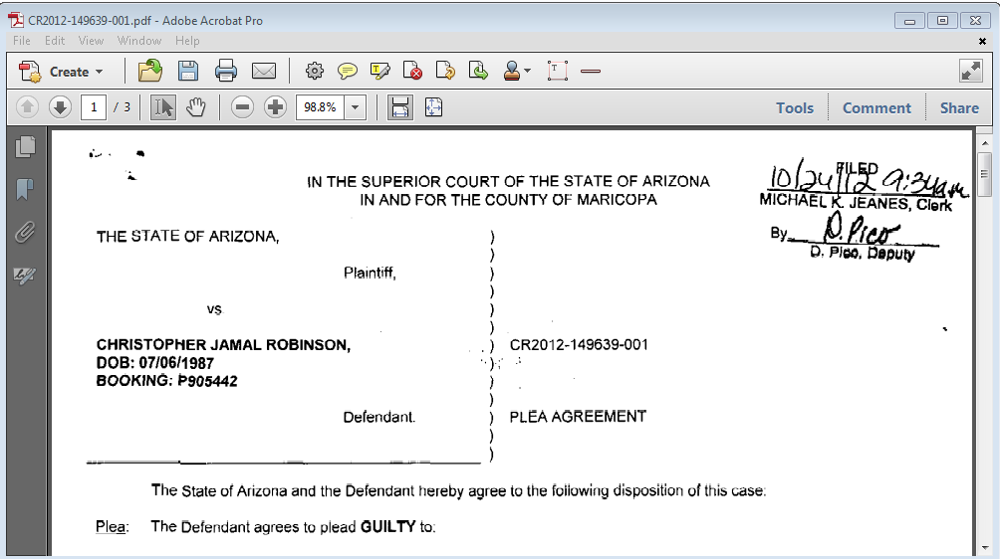 CR2012-149639-001.pdf - Adobe Acrobat Pro
File Edit View Window Help
Create
1 / 3 98.8% Tools Comment Share
IN THE SUPERIOR COURT OF THE STATE OF ARIZONA
IN AND FOR THE COUNTY OF MARICOPA
FILED
10/24/12 9:34a.m.
MICHAEL K. JEANES, Clerk
By D. Pico
D. Pico, Deputy
THE STATE OF ARIZONA,
Plaintiff,
vs.
CHRISTOPHER JAMAL ROBINSON,
DOB: 07/06/1987
BOOKING: P905442
CR2012-149639-001
Defendant.
PLEA AGREEMENT
The State of Arizona and the Defendant hereby agree to the following disposition of this case:
Plea: The Defendant agrees to plead GUILTY to: